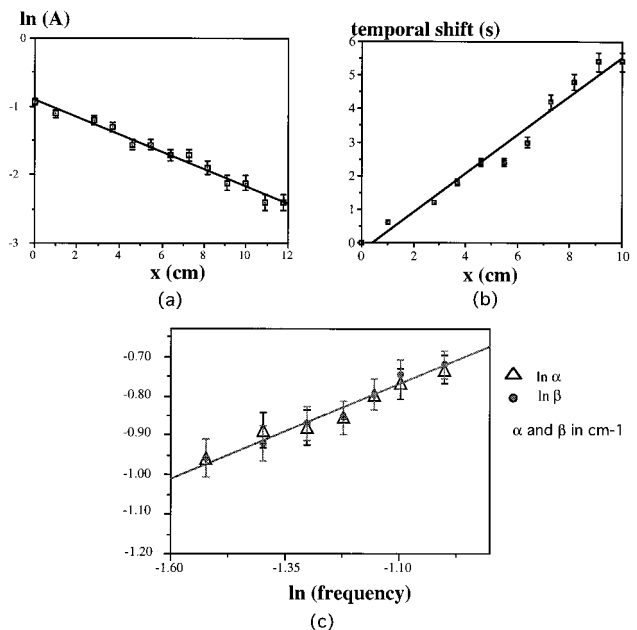 ln (A)
0
-1
-2
-3
0 2 4 6 8 10 12
x (cm)
(a)
temporal shift (s)
6
5
4
3
2
1
0
0 2 4 6 8 10
x (cm)
(b)
-0.70
-0.80
-0.90
-1.00
-1.20
-1.60 -1.35 -1.10
ln (frequency)
(c)
ln α
ln β
α and β in cm-1